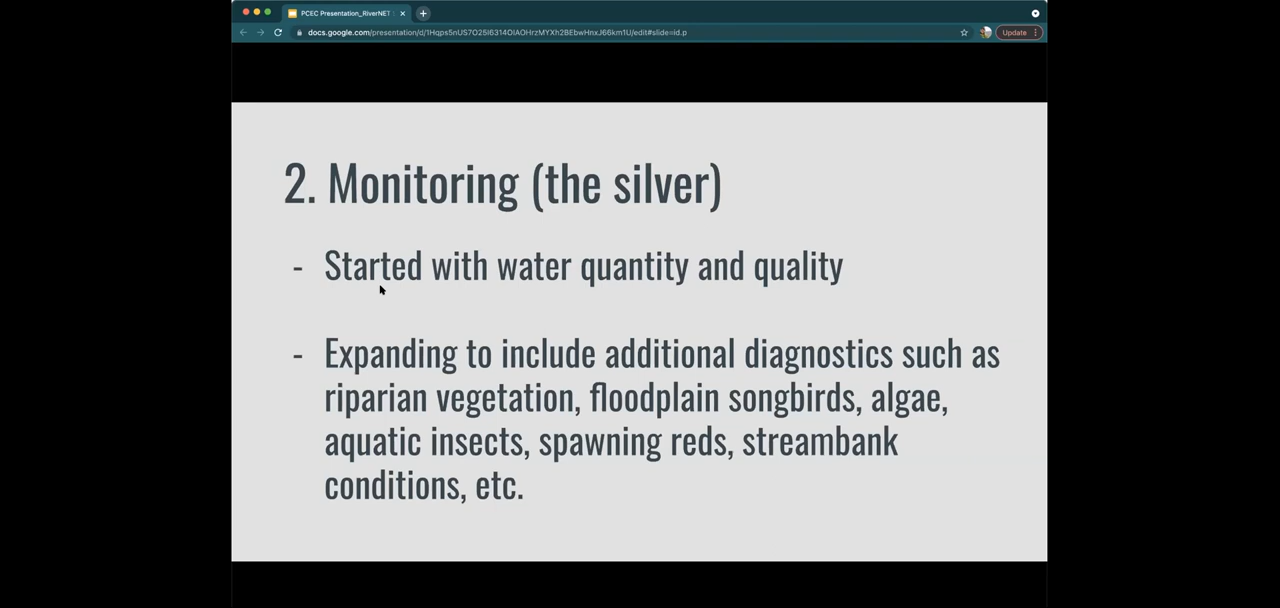 PCEC Presentation_RiverNET
docs.google.com/presentation/d/1Hqps5nUS7O25I6314OIAOHrzMYXh2BEbwHnxJ66km1U/edit#slide=id.p
Update
2. Monitoring (the silver)
- Started with water quantity and quality
- Expanding to include additional diagnostics such as
riparian vegetation, floodplain songbirds, algae,
aquatic insects, spawning reds, streambank
conditions, etc.